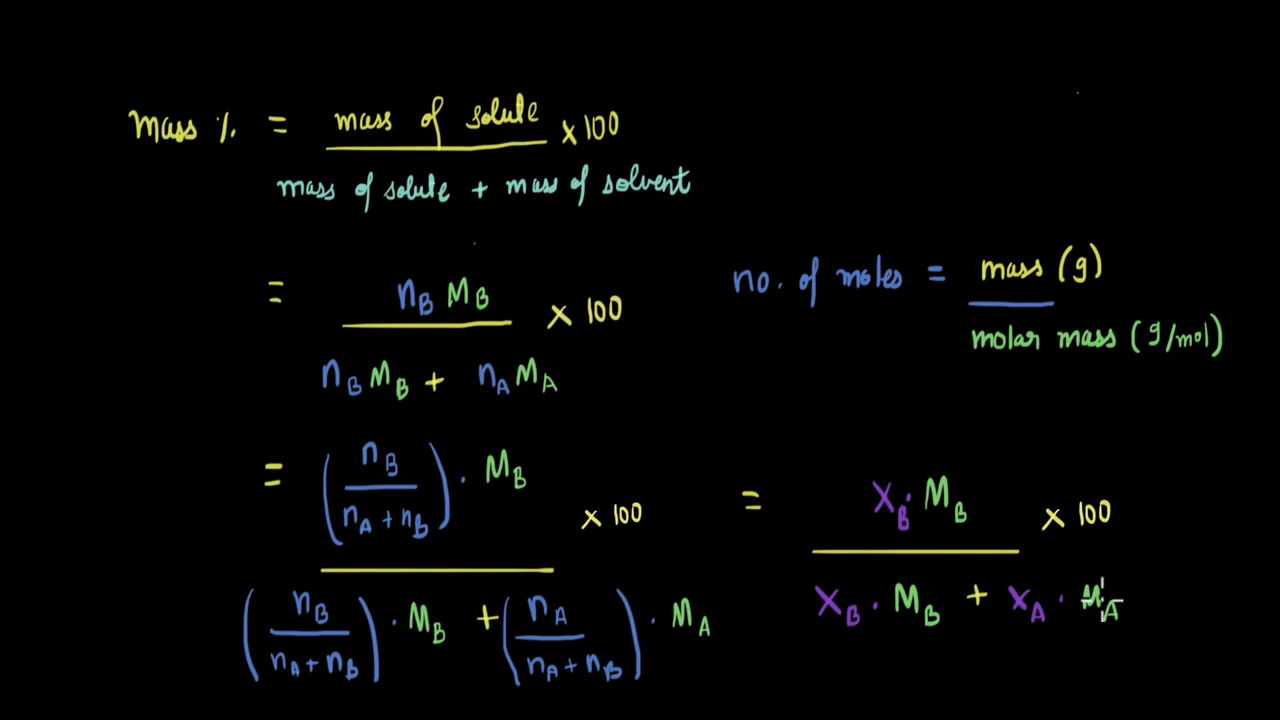 Mass % = mass of solute / mass of solute + mass of solvent × 100
= n_B M_B / n_B M_B + n_A M_A × 100
no. of moles = mass (g) / molar mass (g/mol)
= (n_B / n_A + n_B) · M_B / (n_B / n_A + n_B) · M_B + (n_A / n_A + n_B) · M_A × 100
= X_B · M_B / X_B · M_B + X_A · M_A × 100